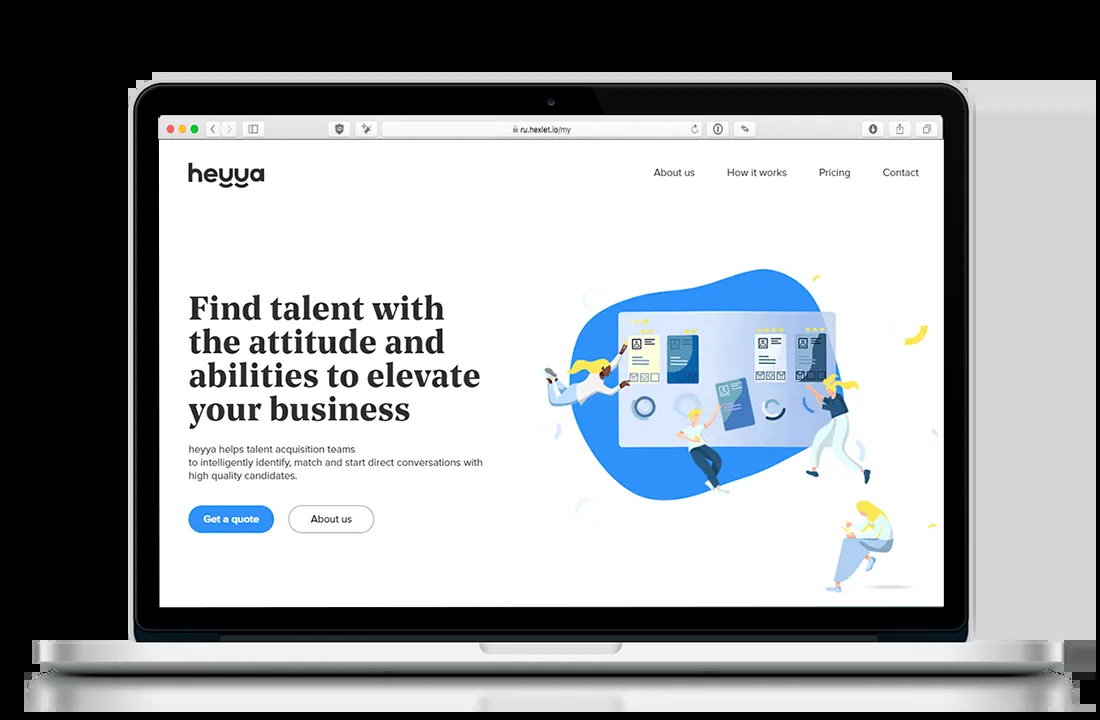 ru.hexlet.io/my
heyya
About us
How it works
Pricing
Contact
Find talent with
the attitude and
abilities to elevate
your business
heyya helps talent acquisition teams
to intelligently identify, match and start direct conversations with
high quality candidates.
Get a quote
About us